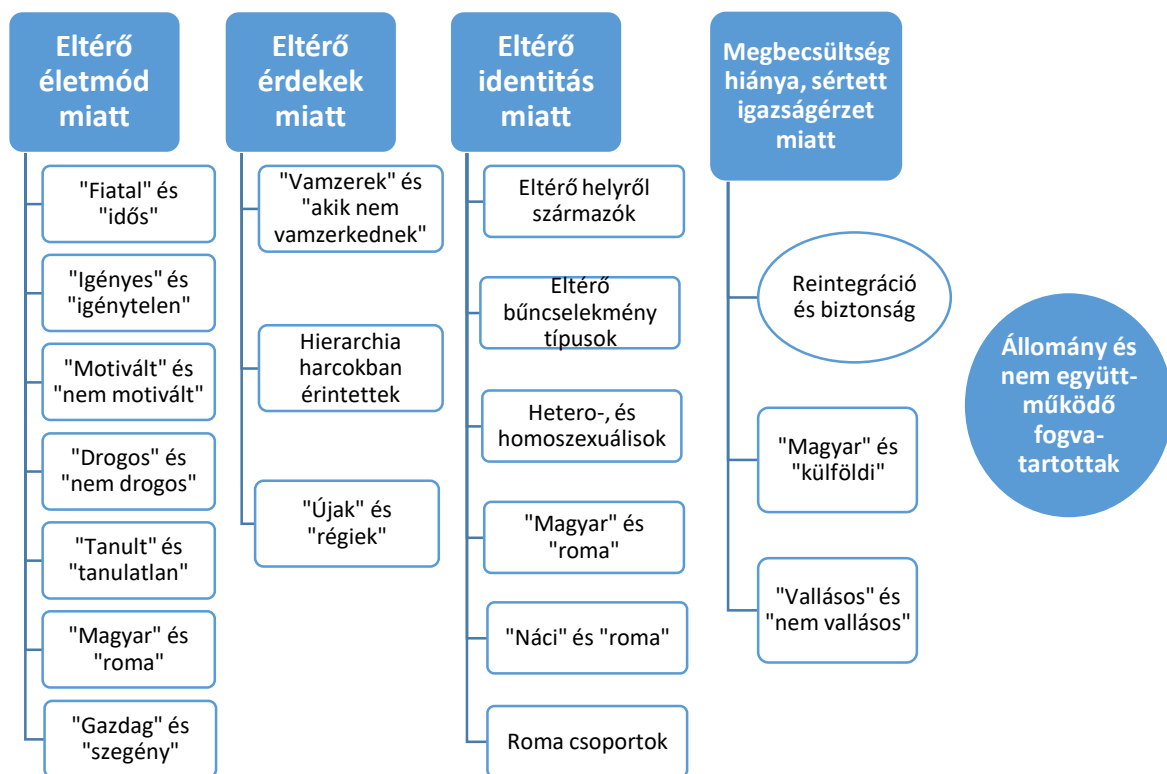 Eltérő
életmód
miatt
"Fiatal" és
"idős"
"Igényes" és
"igénytelen"
"Motivált" és
"nem motivált"
"Drogos" és
"nem drogos"
"Tanult" és
"tanulatlan"
"Magyar" és
"roma"
"Gazdag" és
"szegény"
Eltérő
érdekek
miatt
"Vamzerek" és
"akik nem
vamzerkednek"
Hierarchia
harcokban
érintettek
"Újak" és
"régiek"
Eltérő
identitás
miatt
Eltérő helyről
származók
Eltérő
bűncselekmény
típusok
Hetero-, és
homoszexuálisok
"Magyar" és
"roma"
"Náci" és "roma"
Roma csoportok
Megbecsültség
hiánya, sértett
igazságérzet
miatt
Reintegráció
és biztonság
"Magyar" és
"külföldi"
"Vallásos" és
"nem vallásos"
Állomány és
nem együtt-
működő
fogva-
tartottak